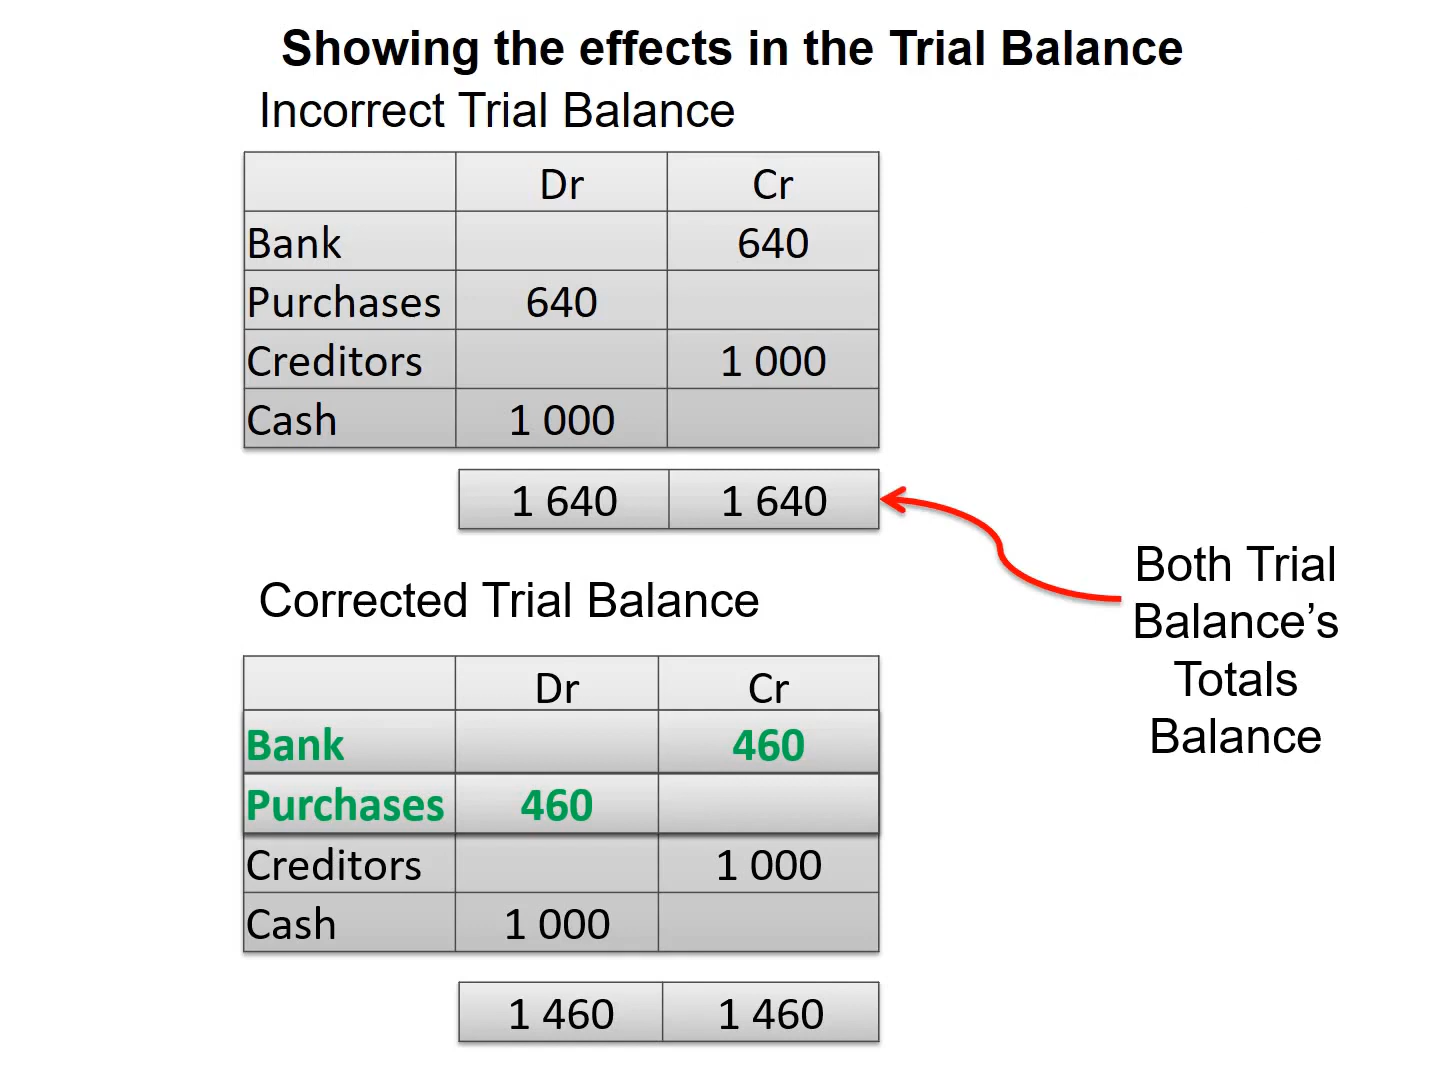 Showing the effects in the Trial Balance
Incorrect Trial Balance
Dr Cr
Bank 640
Purchases 640
Creditors 1 000
Cash 1 000
1 640 1 640
Both Trial
Balance’s
Totals
Balance
Corrected Trial Balance
Dr Cr
Bank 460
Purchases 460
Creditors 1 000
Cash 1 000
1 460 1 460